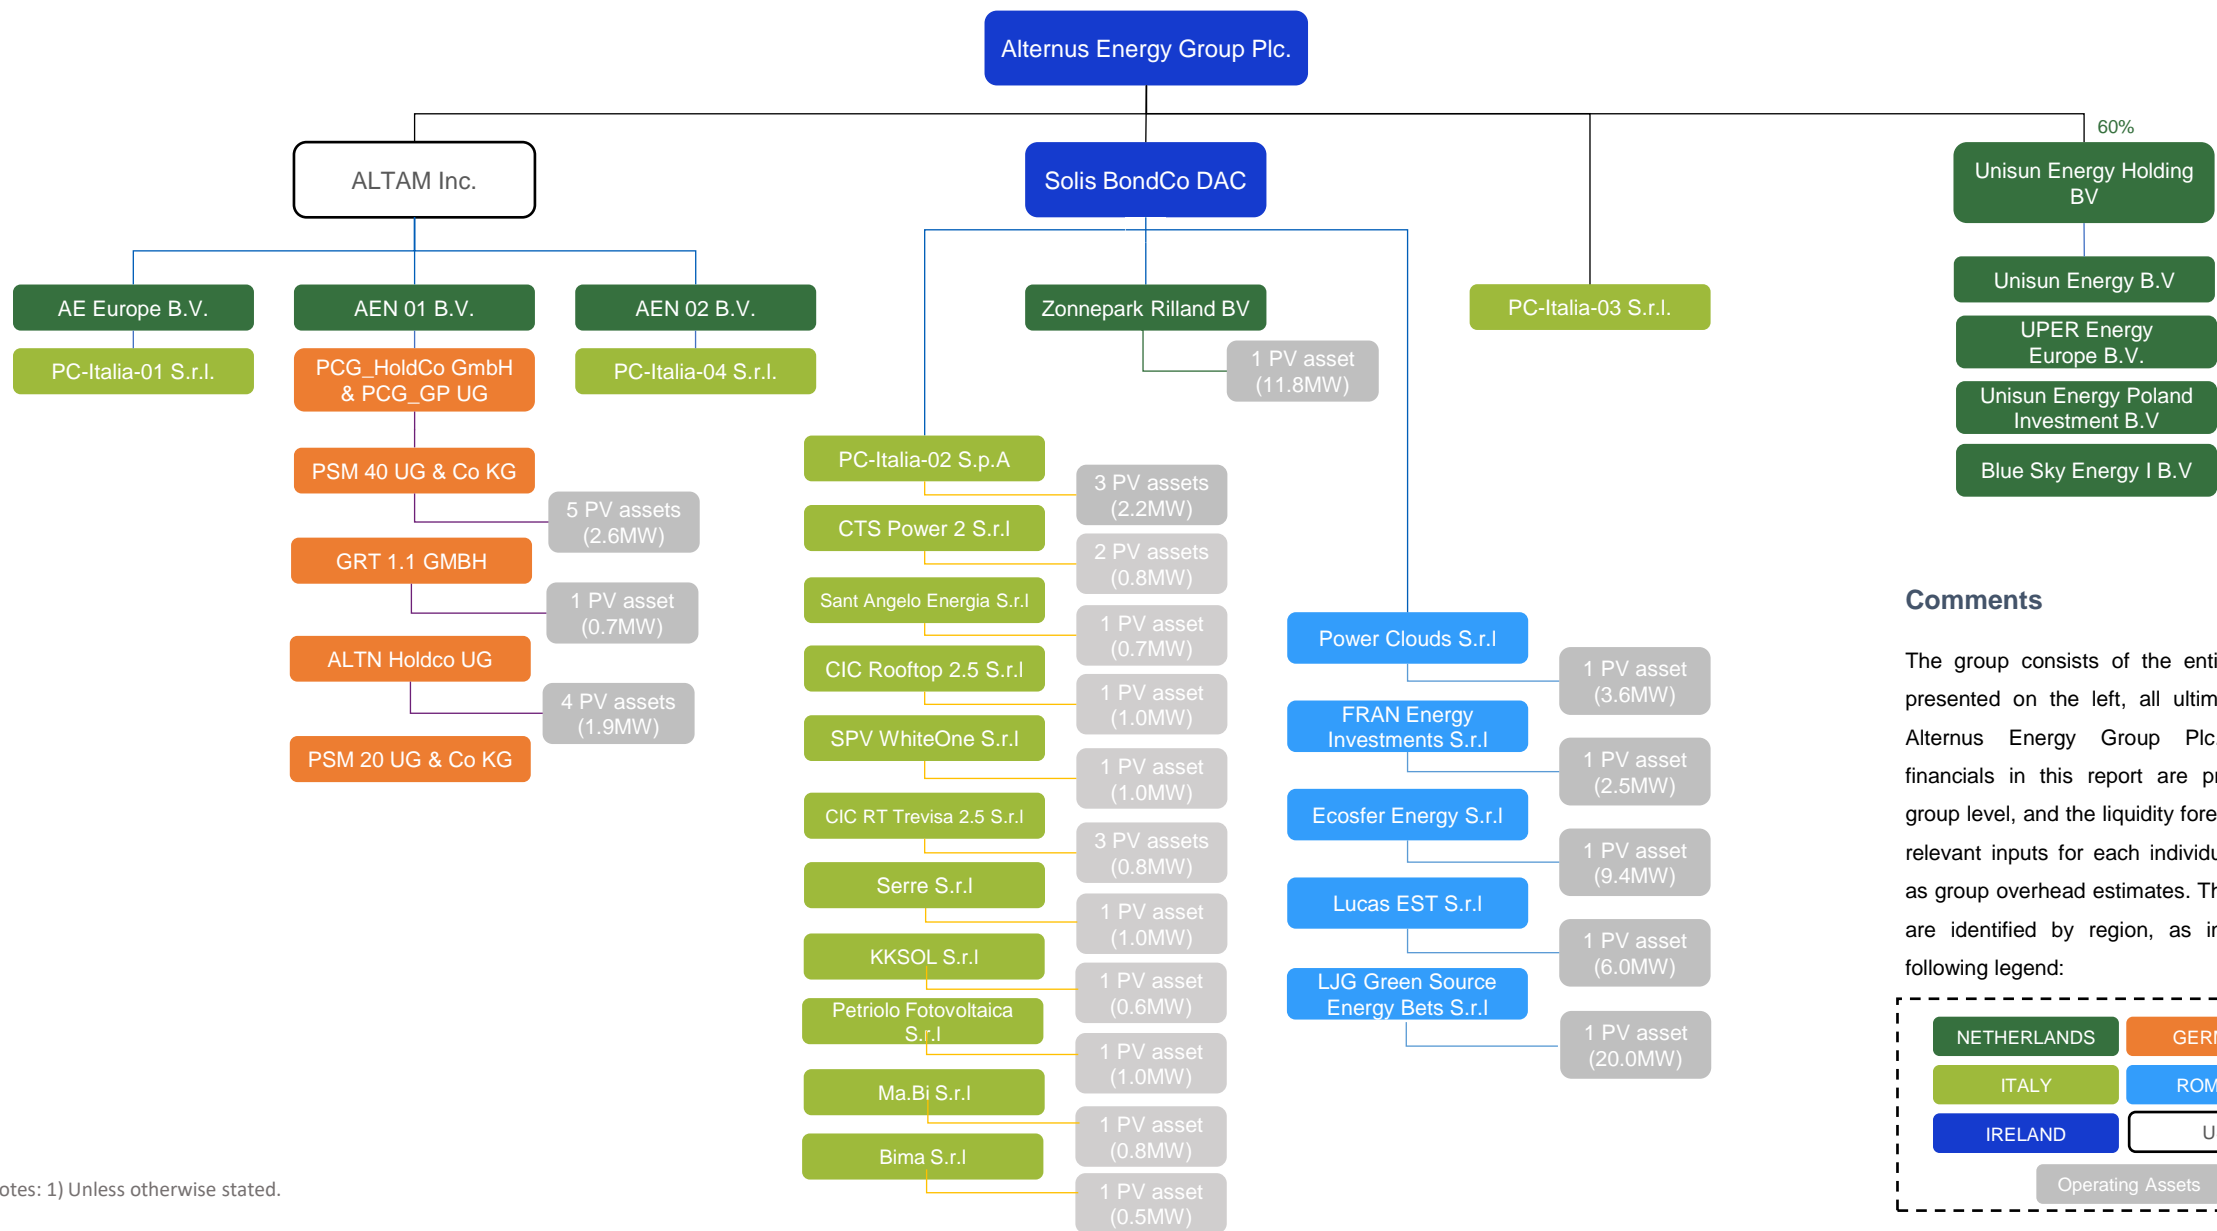 Alternus Energy Group Plc.
60%
ALTAM Inc.
Solis BondCo DAC
Unisun Energy Holding
BV
AE Europe B.V.
AEN 01 B.V.
AEN 02 B.V.
Zonnepark Rilland BV
PC-Italia-03 S.r.l.
Unisun Energy B.V
UPER Energy
Europe B.V.
Unisun Energy Poland
Investment B.V
Blue Sky Energy I B.V
PC-Italia-01 S.r.l.
PCG_HoldCo GmbH
& PCG_GP UG
PC-Italia-04 S.r.l.
1 PV asset
(11.8MW)
PSM 40 UG & Co KG
5 PV assets
(2.6MW)
GRT 1.1 GMBH
1 PV asset
(0.7MW)
ALTN Holdco UG
4 PV assets
(1.9MW)
PSM 20 UG & Co KG
PC-Italia-02 S.p.A
3 PV assets
(2.2MW)
CTS Power 2 S.r.l
2 PV assets
(0.8MW)
Sant Angelo Energia S.r.l
1 PV asset
(0.7MW)
CIC Rooftop 2.5 S.r.l
1 PV asset
(1.0MW)
SPV WhiteOne S.r.l
1 PV asset
(1.0MW)
CIC RT Trevisa 2.5 S.r.l
3 PV assets
(0.8MW)
Serre S.r.l
1 PV asset
(1.0MW)
KKSOL S.r.l
1 PV asset
(0.6MW)
Petriolo Fotovoltaica
S.r.l
1 PV asset
(1.0MW)
Ma.Bi S.r.l
1 PV asset
(0.8MW)
Bima S.r.l
1 PV asset
(0.5MW)
Power Clouds S.r.l
1 PV asset
(3.6MW)
FRAN Energy
Investments S.r.l
1 PV asset
(2.5MW)
Ecosfer Energy S.r.l
1 PV asset
(9.4MW)
Lucas EST S.r.l
1 PV asset
(6.0MW)
LJG Green Source
Energy Bets S.r.l
1 PV asset
(20.0MW)
Comments
The group consists of the
presented on the left, all
Alternus Energy Group Plc.
financials in this report are
group level, and the liquidity
relevant inputs for each
as group overhead estimates.
are identified by region, as
following legend:
NETHERLANDS
ITALY
IRELAND
Operating Assets
1) Unless otherwise stated.